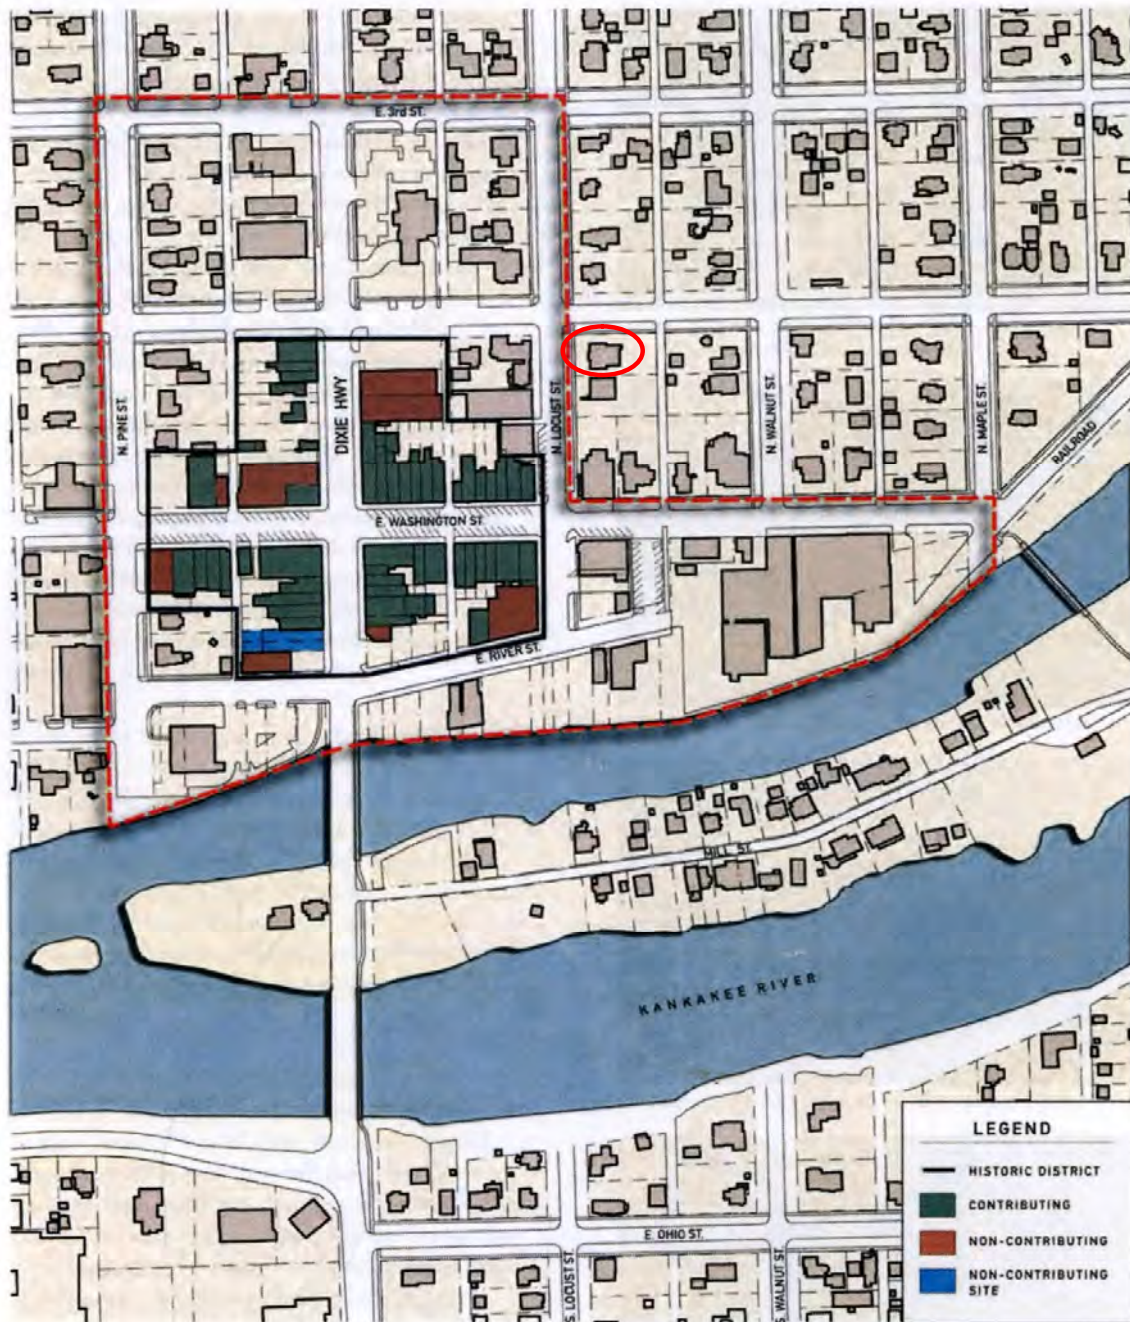 E. 3rd ST.
N. PINE ST.
DIXIE HWY
N. LOCUST ST.
N. WALNUT ST.
N. MAPLE ST.
RAILROAD
E. WASHINGTON ST.
E. RIVER ST.
MILL ST.
KANKAKEE RIVER
E. OHIO ST.
S. LOCUST ST.
S. WALNUT ST.
LEGEND
HISTORIC DISTRICT
CONTRIBUTING
NON-CONTRIBUTING
NON-CONTRIBUTING
SITE